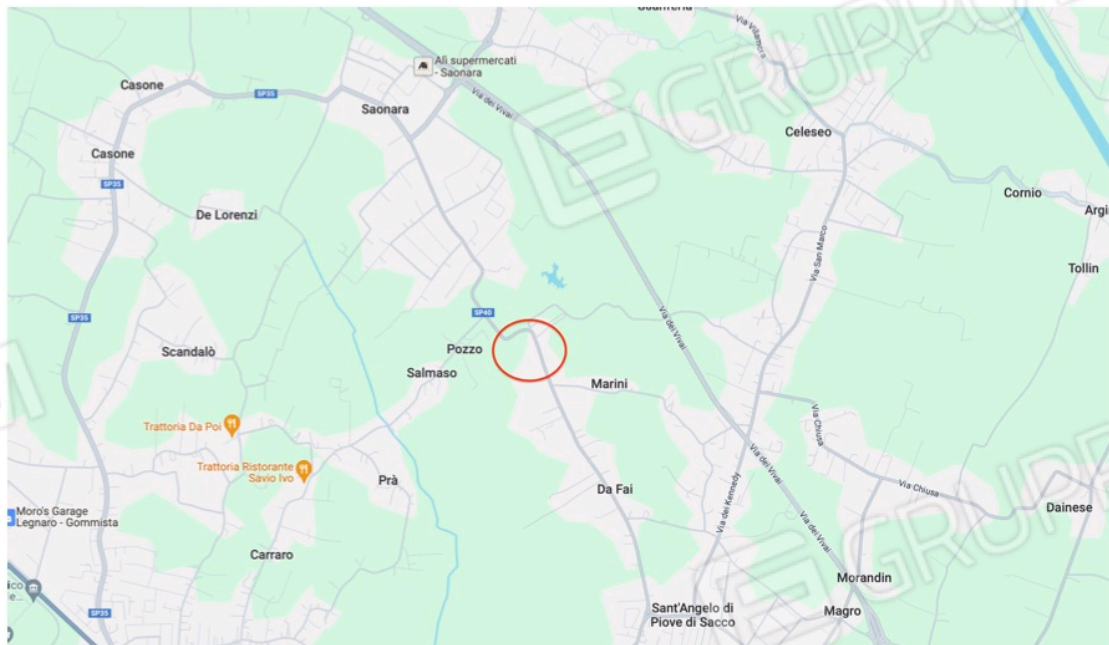 Via Villamora
Alì supermercati
- Saonara
Casone
SP35
Via dei Vivai
Saonara
Celeseo
Casone
SP35
Cornio
De Lorenzi
Via San Marco
Tollin
SP40
SP35
Via dei Vivai
Pozzo
Scandalò
Salmaso
Marini
Trattoria Da Poi
Via Chiusa
Via dei Vivai
Trattoria Ristorante
Savio Ivo
Prà
Da Fai
Via Chiusa
Via dei Kennedy
Dainese
Moro's Garage
Legnaro - Gommista
Via dei Vivai
Carraro
Morandin
SP35
Sant'Angelo di
Piove di Sacco
Magro
GRUPPO
GRUPPO